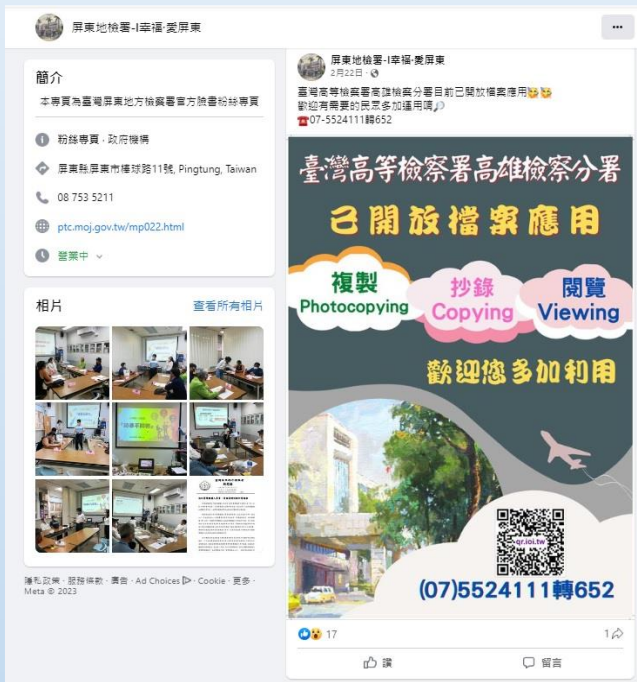 屏東地檢署-I幸福·愛屏東
簡介
本專頁為臺灣屏東地方檢察署官方臉書粉絲專頁
粉絲專頁·政府機構
屏東縣屏東市棒球路11號, Pingtung, Taiwan
08 753 5211
ptc.moj.gov.tw/mp022.html
營業中
相片
查看所有相片
隱私政策·服務條款·廣告·Ad Choices·Cookie·更多·
Meta © 2023
屏東地檢署-I幸福·愛屏東
2月22日
臺灣高等檢察署高雄檢察分署目前已開放檔案應用
歡迎有需要的民眾多加運用唷
07-5524111轉652
臺灣高等檢察署高雄檢察分署
已開放檔案應用
複製
Photocopying
抄錄
Copying
閱覽
Viewing
歡迎您多加利用
qr.ioi.tw
(07)5524111轉652
17
1
讚
留言